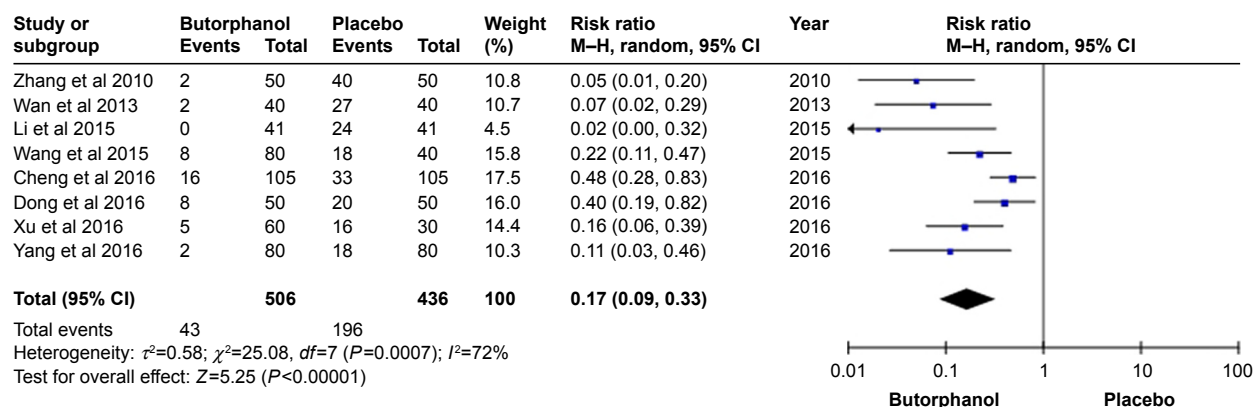 Study or Butorphanol Placebo Weight Risk ratio Year Risk ratio
subgroup Events Total Events Total (%) M–H, random, 95% CI M–H, random, 95% CI
Zhang et al 2010 2 50 40 50 10.8 0.05 (0.01, 0.20) 2010
Wan et al 2013 2 40 27 40 10.7 0.07 (0.02, 0.29) 2013
Li et al 2015 0 41 24 41 4.5 0.02 (0.00, 0.32) 2015
Wang et al 2015 8 80 18 40 15.8 0.22 (0.11, 0.47) 2015
Cheng et al 2016 16 105 33 105 17.5 0.48 (0.28, 0.83) 2016
Dong et al 2016 8 50 20 50 16.0 0.40 (0.19, 0.82) 2016
Xu et al 2016 5 60 16 30 14.4 0.16 (0.06, 0.39) 2016
Yang et al 2016 2 80 18 80 10.3 0.11 (0.03, 0.46) 2016
Total (95% CI) 506 436 100 0.17 (0.09, 0.33)
Total events 43 196
Heterogeneity: τ²=0.58; χ²=25.08, df=7 (P=0.0007); I²=72%
Test for overall effect: Z=5.25 (P<0.00001)
0.01 0.1 1 10 100
Butorphanol Placebo